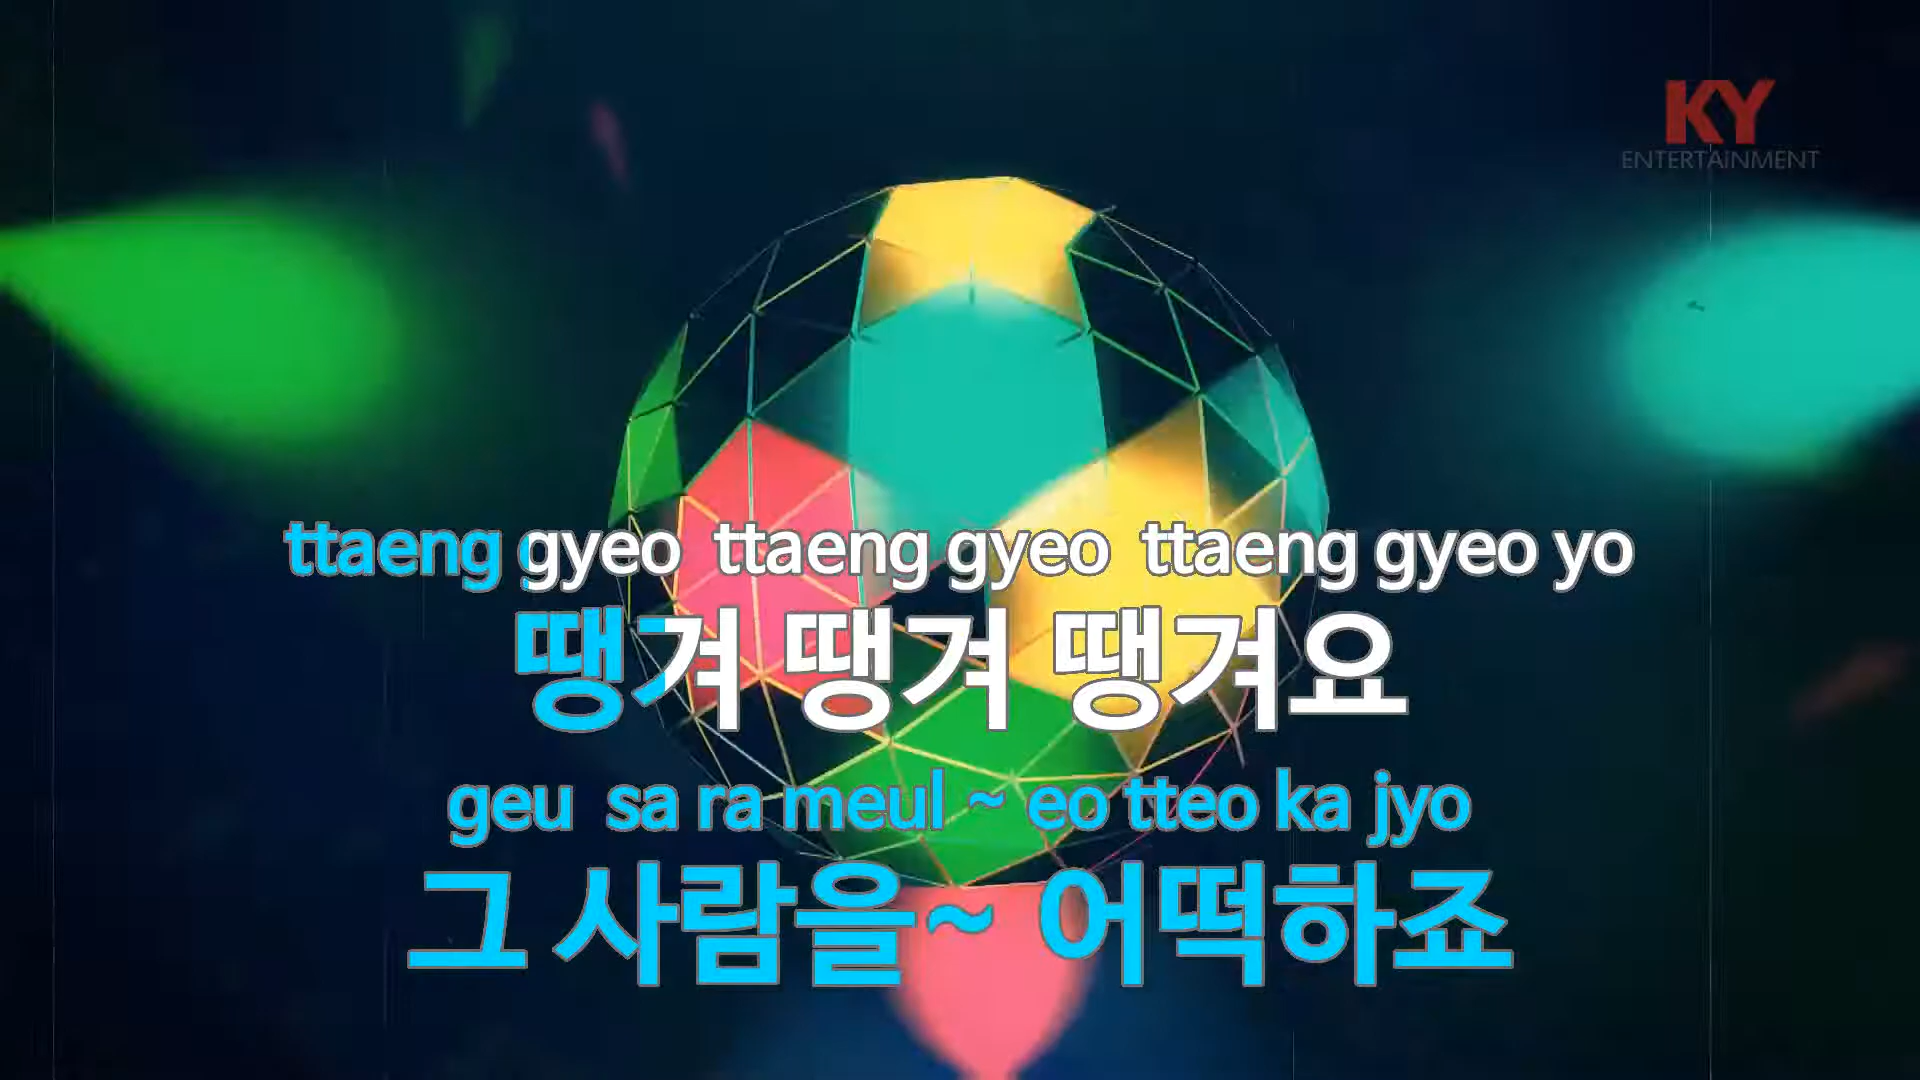 KY
ENTERTAINMENT
ttaeng gyeo ttaeng gyeo ttaeng gyeo yo
땡겨 땡겨 땡겨요
geu sa ra meul ~ eo tteo ka jyo
그 사람을~ 어떡하죠